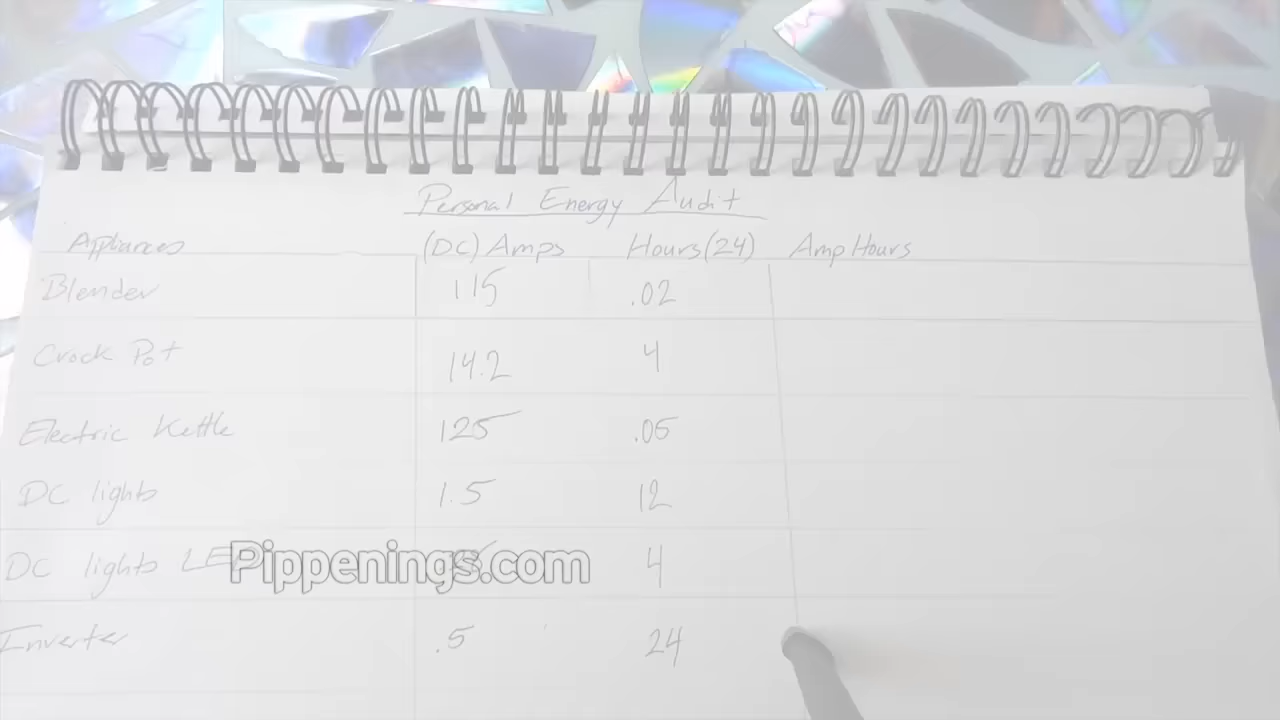 Personal Energy Audit
Appliances (DC) Amps Hours(24) Amp Hours
Blender 115 .02
Crock Pot 14.2 4
Electric Kettle 125 .05
DC lights 1.5 12
DC lights LED 4
Pippenings.com
Inverter .5 24